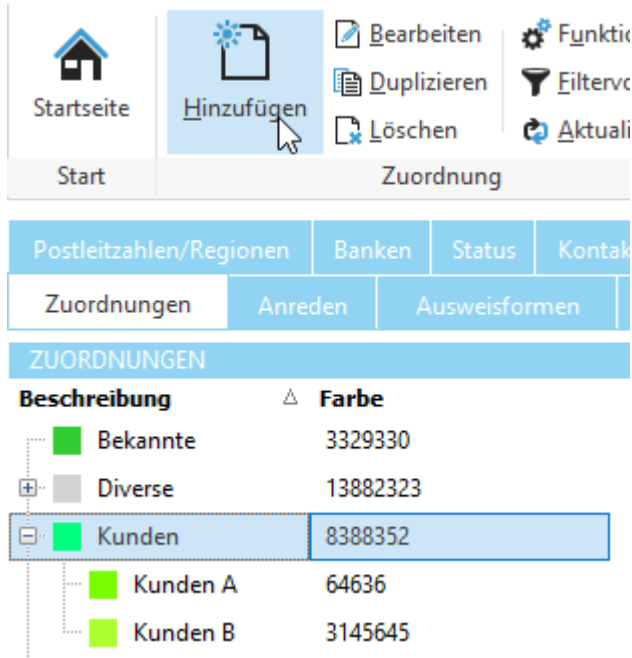 Startseite
Hinzufügen
Bearbeiten
Duplizieren
Löschen
Start
Zuordnung
Postleitzahlen/Regionen Banken Status
Zuordnungen Anreden Ausweisformen
ZUORDNUNGEN
Beschreibung Farbe
Bekannte 3329330
Diverse 13882323
Kunden 8388352
Kunden A 64636
Kunden B 3145645